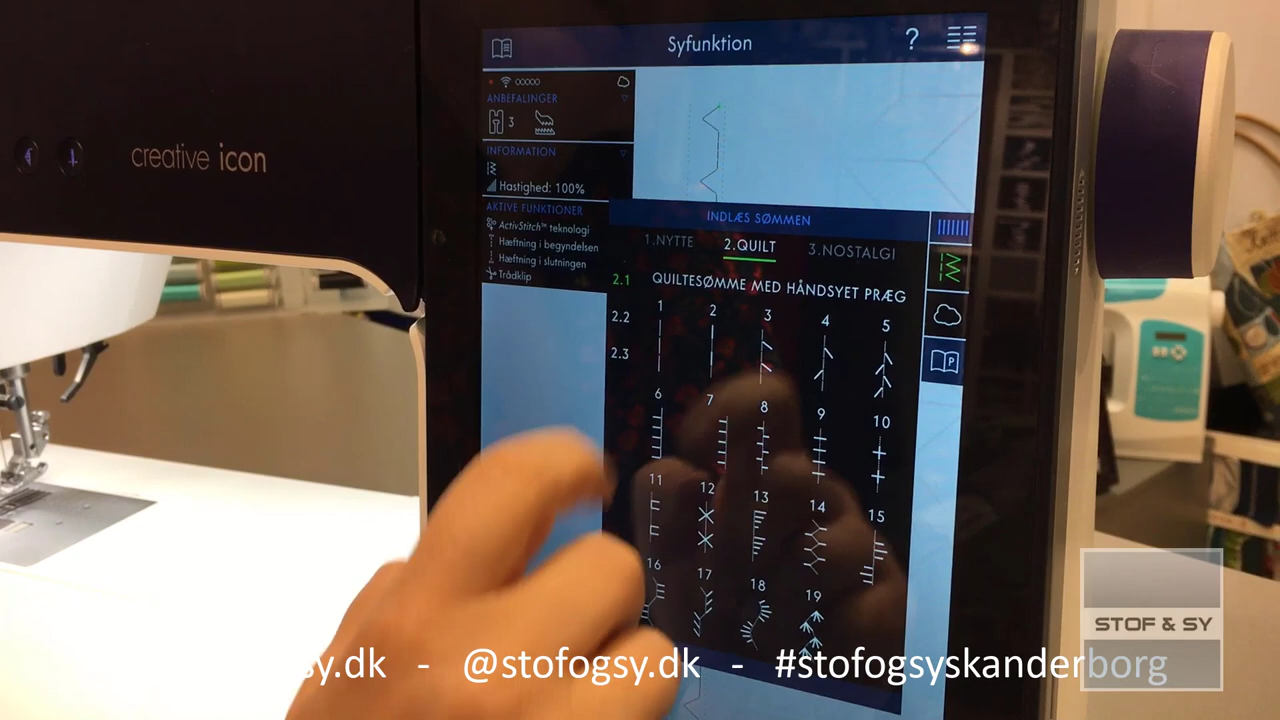 Syfunktion
?
ANBEFALINGER
3
INFORMATION
Hastighed: 100%
AKTIVE FUNKTIONER
ActivStitch™ teknologi
Hæftning i begyndelsen
Hæftning i slutningen
Trådklip
INDLÆS SØMMEN
1.NYTTE 2.QUILT 3.NOSTALGI
2.1 QUILTESØMME MED HÅNDSYET PRÆG
2.2
2.3
1 2 3 4 5
6 7 8 9 10
11 12 13 14 15
16 17 18 19
P
creative icon
STOF & SY
sy.dk - @stofogsy.dk - #stofogsyskanderborg